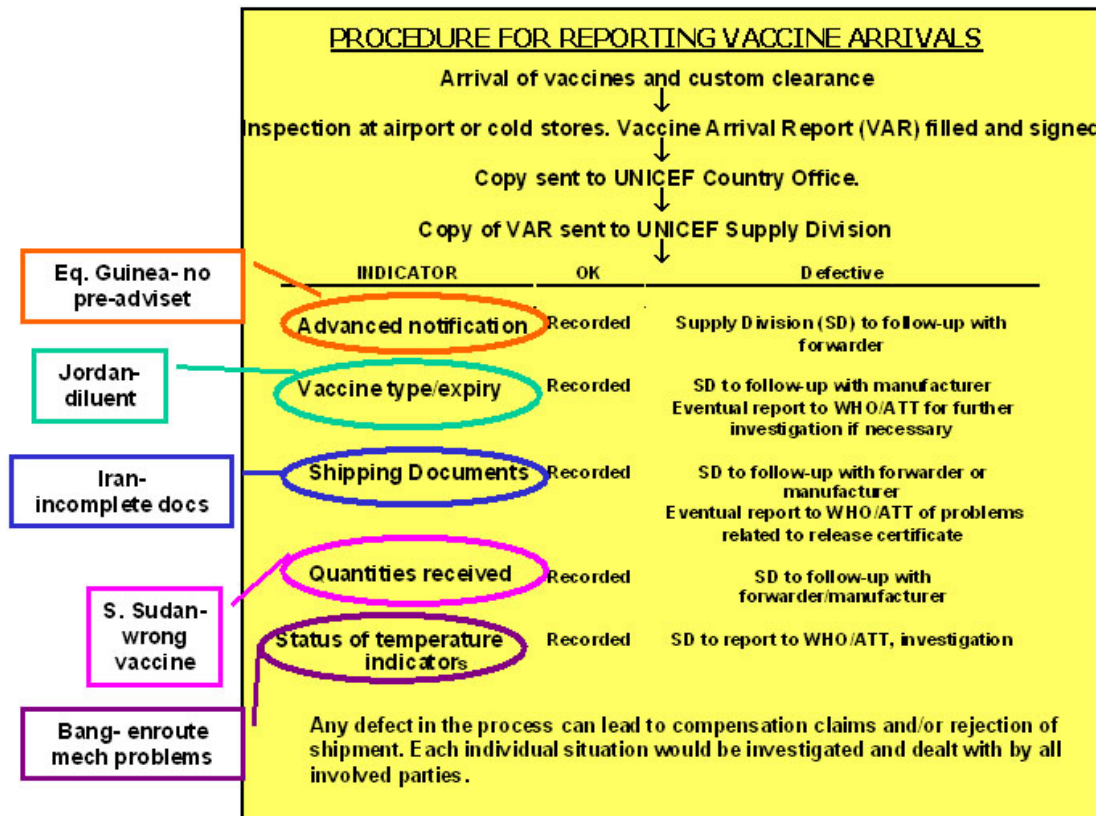 PROCEDURE FOR REPORTING VACCINE ARRIVALS
Arrival of vaccines and custom clearance
↓
Inspection at airport or cold stores. Vaccine Arrival Report (VAR) filled and signed
↓
Copy sent to UNICEF Country Office.
↓
Copy of VAR sent to UNICEF Supply Division
↓
INDICATOR OK Defective
Eq. Guinea- no
pre-adviset
Advanced notification Recorded Supply Division (SD) to follow-up with
forwarder
Jordan-
diluent
Vaccine type/expiry Recorded SD to follow-up with manufacturer
Eventual report to WHO/ATT for further
investigation if necessary
Iran-
incomplete docs
Shipping Documents Recorded SD to follow-up with forwarder or
manufacturer
Eventual report to WHO/ATT of problems
related to release certificate
S. Sudan-
wrong
vaccine
Quantities received Recorded SD to follow-up with
forwarder/manufacturer
Bang- enroute
mech problems
Status of temperature Recorded SD to report to WHO/ATT, investigation
indicators
Any defect in the process can lead to compensation claims and/or rejection of
shipment. Each individual situation would be investigated and dealt with by all
involved parties.